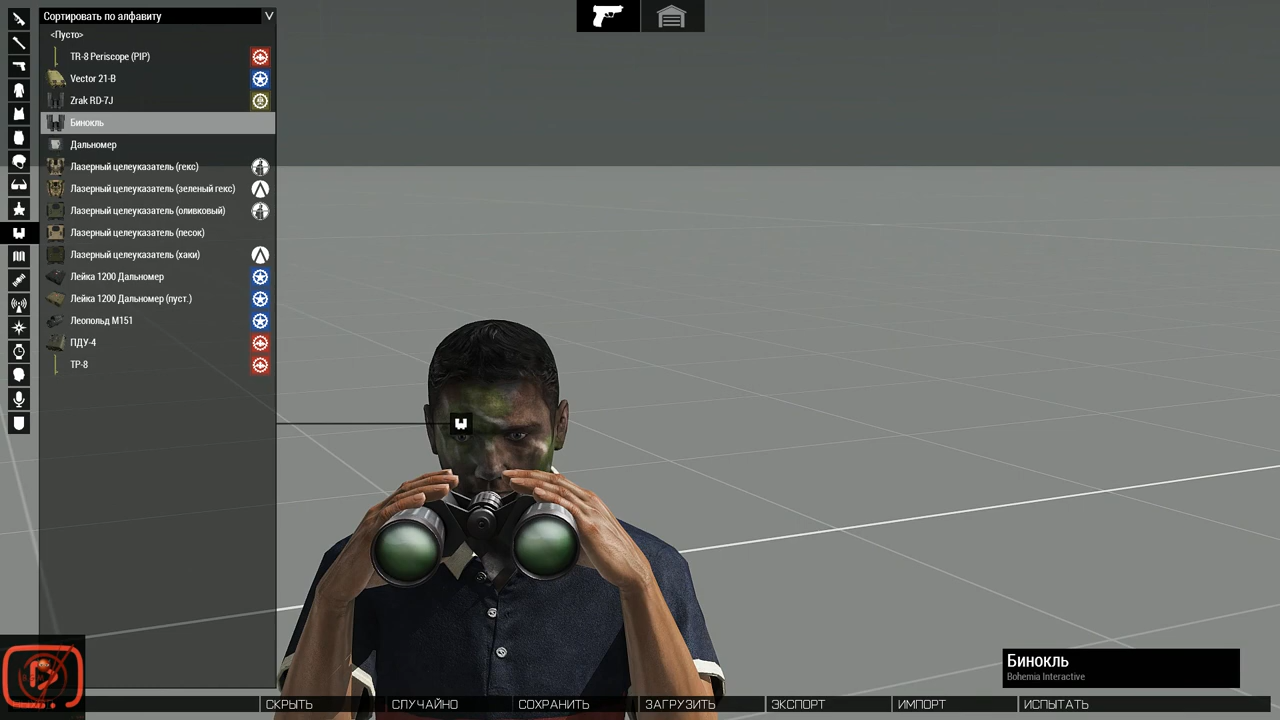 Сортировать по алфавиту
<Пусто>
TR-8 Periscope (PIP)
Vector 21-B
Zrak RD-7J
Бинокль
Дальномер
Лазерный целеуказатель (гекс)
Лазерный целеуказатель (зеленый гекс)
Лазерный целеуказатель (оливковый)
Лазерный целеуказатель (песок)
Лазерный целеуказатель (хаки)
Лейка 1200 Дальномер
Лейка 1200 Дальномер (пуст.)
Леопольд М151
ПДУ-4
ТР-8
Бинокль
Bohemia Interactive
СКРЫТЬ
СЛУЧАЙНО
СОХРАНИТЬ
ЗАГРУЗИТЬ
ЭКСПОРТ
ИМПОРТ
ИСПЫТАТЬ